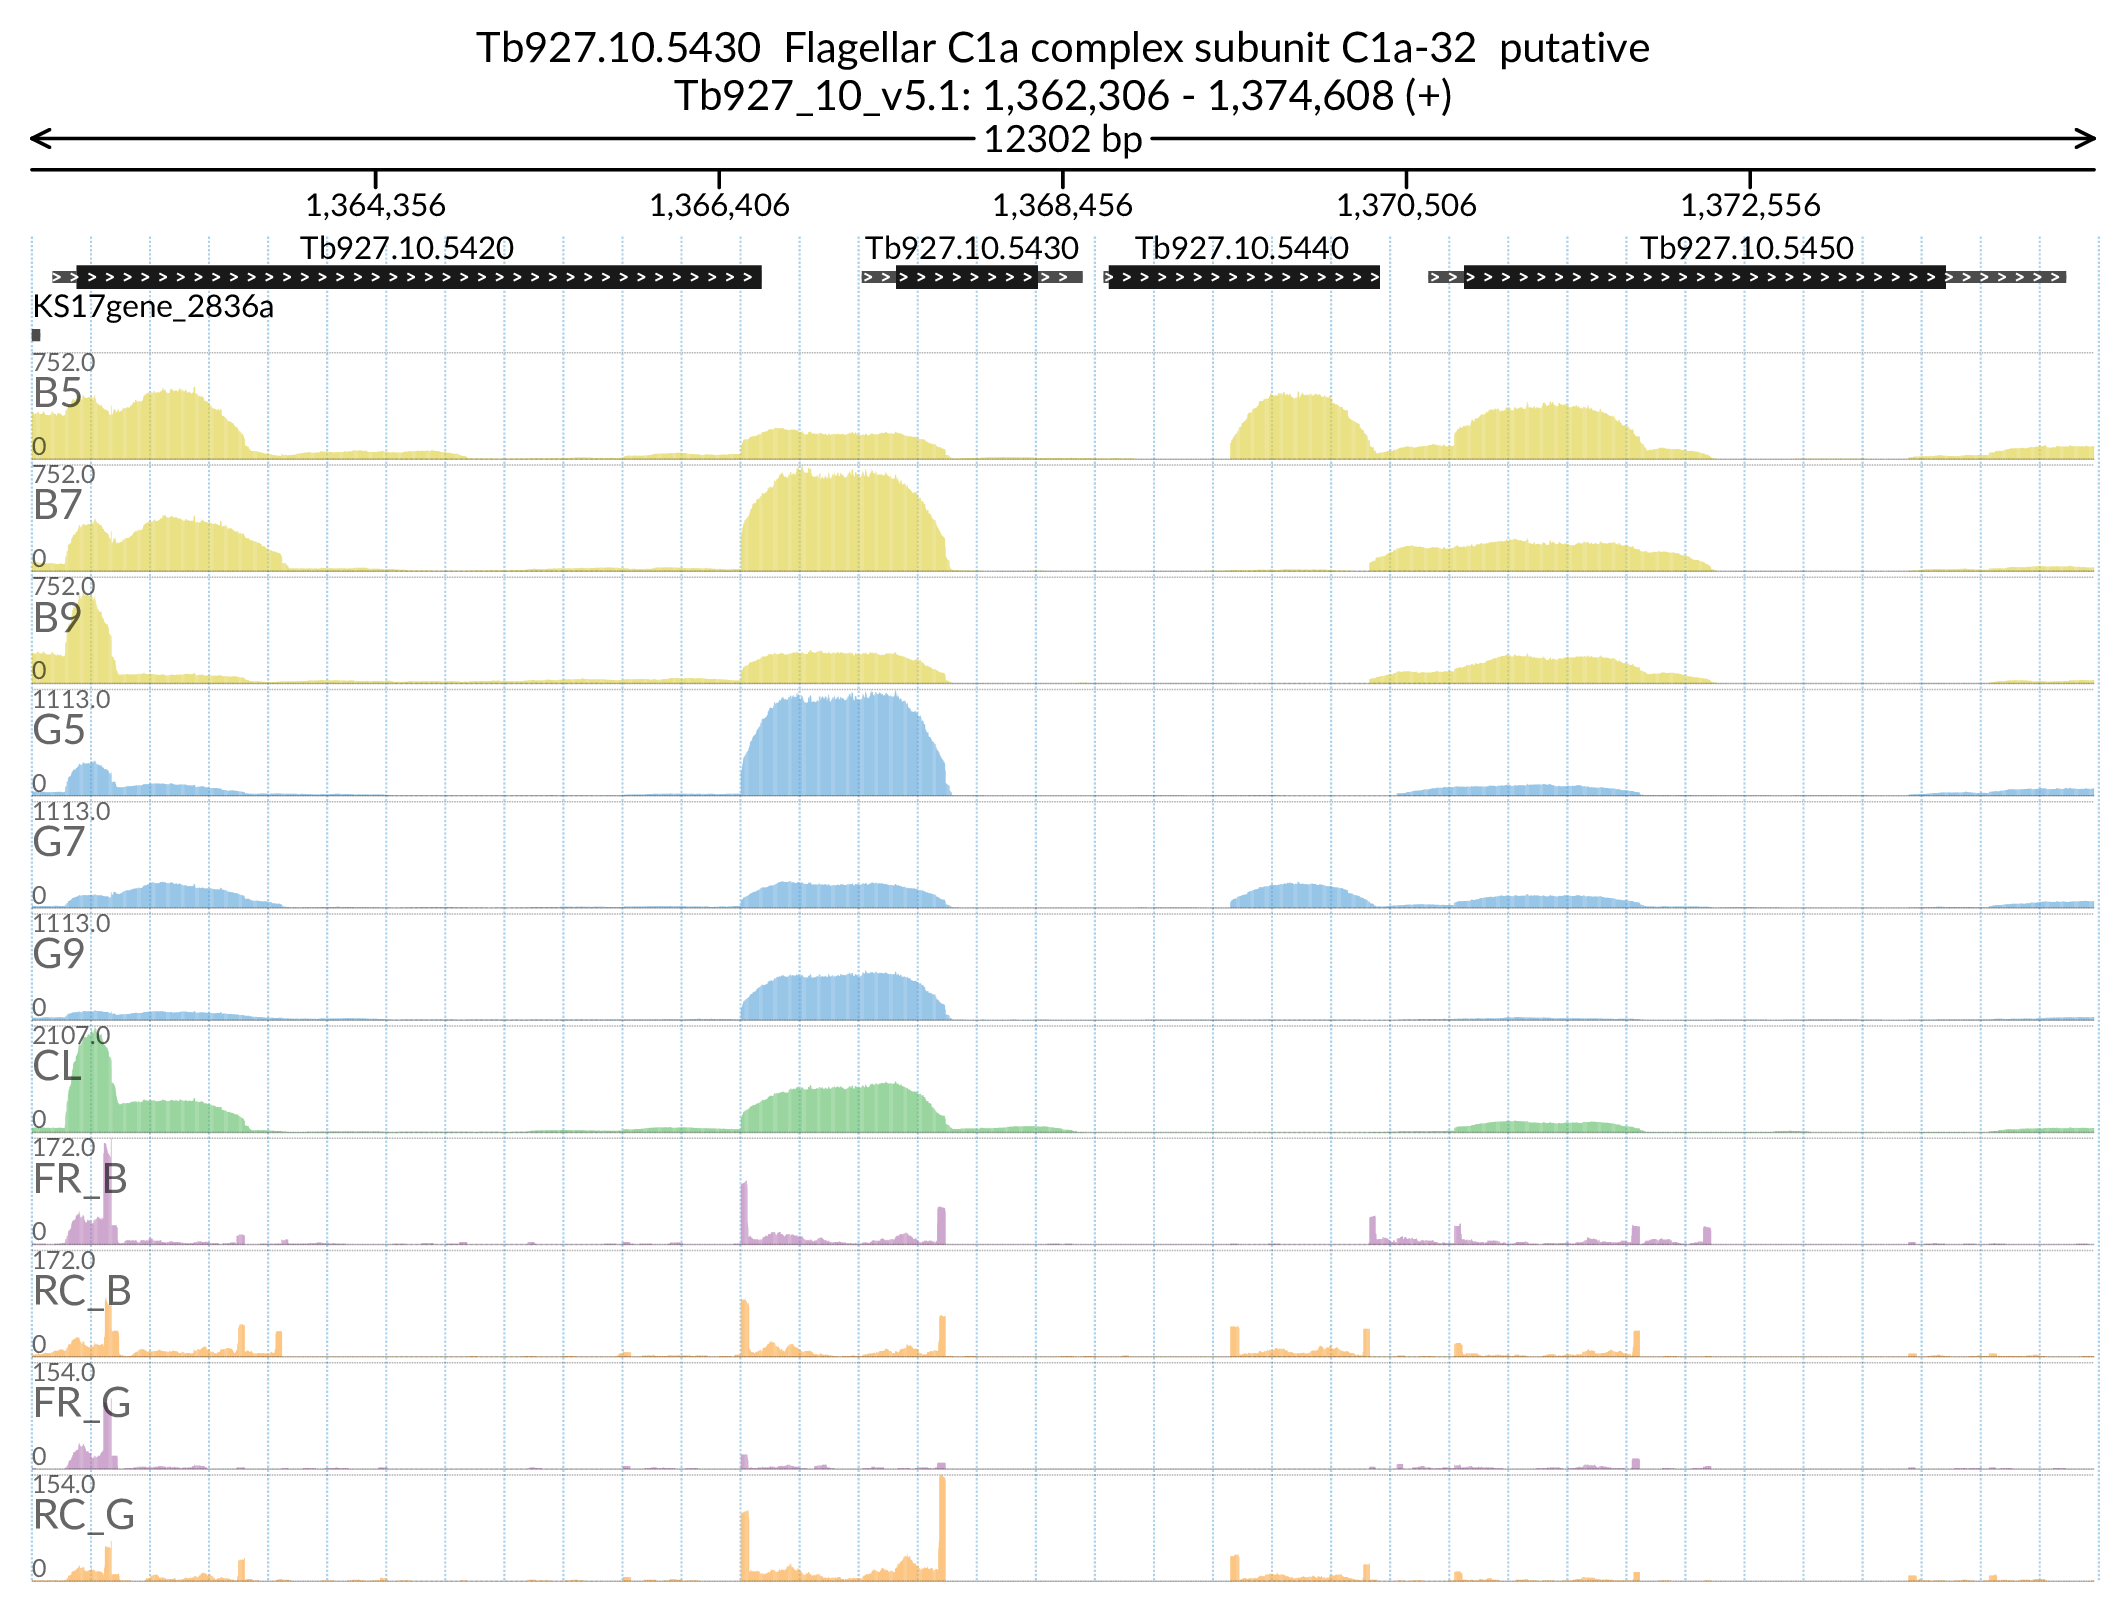 Tb927.10.5430  Flagellar C1a complex subunit C1a-32  putative
Tb927_10_v5.1: 1,362,306 - 1,374,608 (+)
12302 bp
1,364,356 1,366,406 1,368,456 1,370,506 1,372,556
Tb927.10.5420 Tb927.10.5430 Tb927.10.5440 Tb927.10.5450
KS17gene_2836a
752.0
B5
0
752.0
B7
0
752.0
B9
0
1113.0
G5
0
1113.0
G7
0
1113.0
G9
0
2107.0
CL
0
172.0
FR_B
0
172.0
RC_B
0
154.0
FR_G
0
154.0
RC_G
0